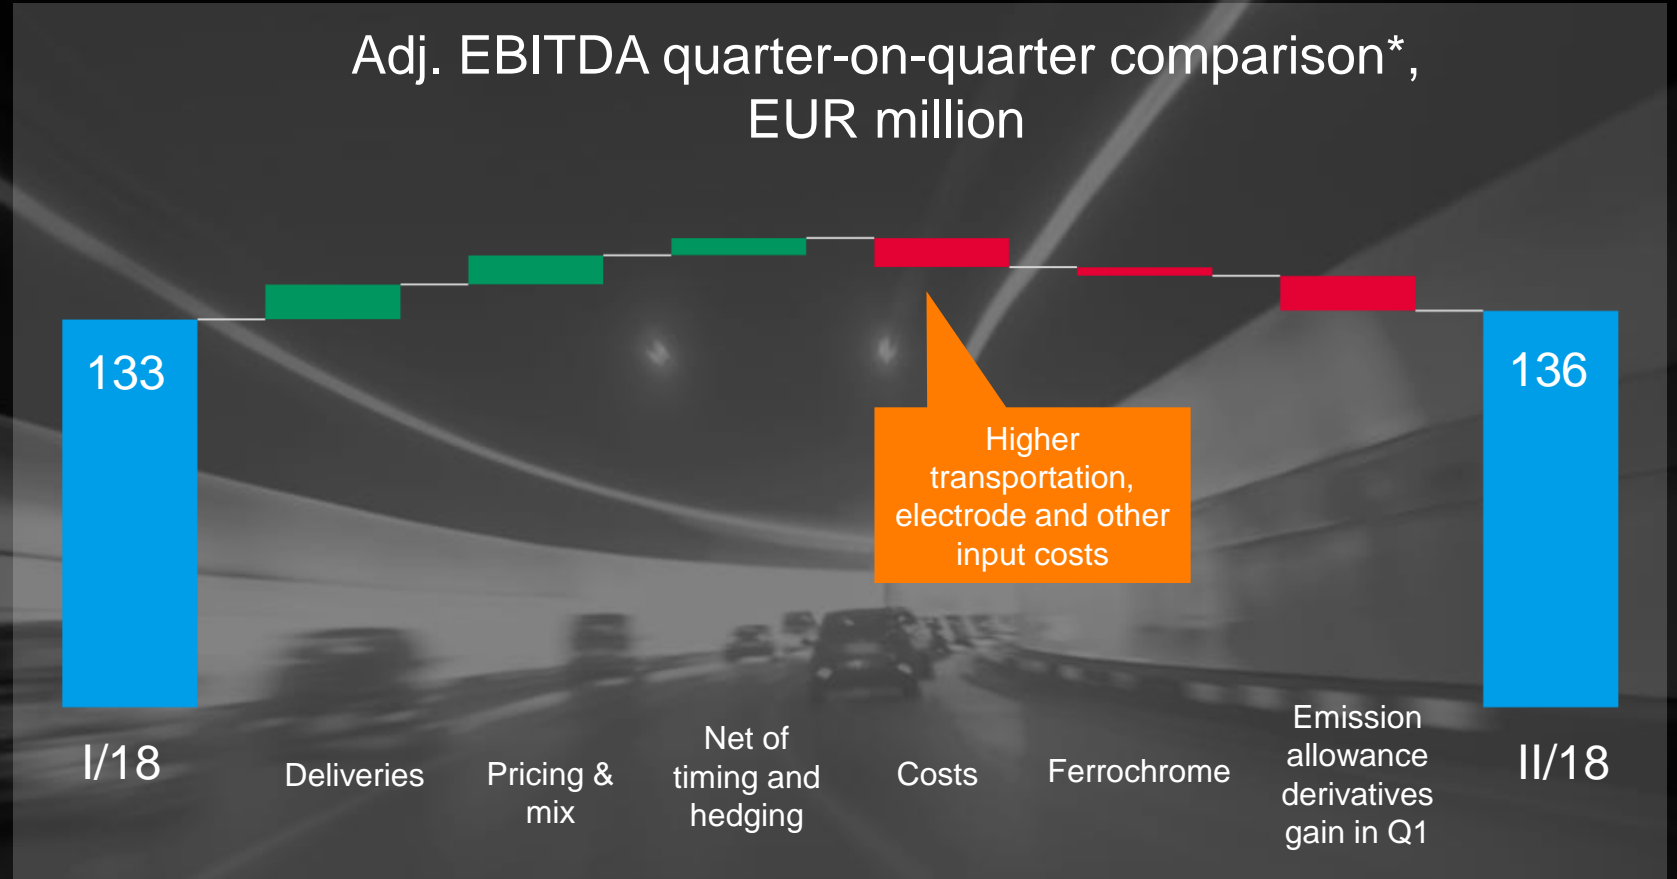 Adj. EBITDA quarter-on-quarter comparison*,
EUR million
133
136
Higher
transportation,
electrode and other
input costs
I/18
Deliveries
Pricing &
mix
Net of
timing and
hedging
Costs
Ferrochrome
Emission
allowance
derivatives
gain in Q1
II/18